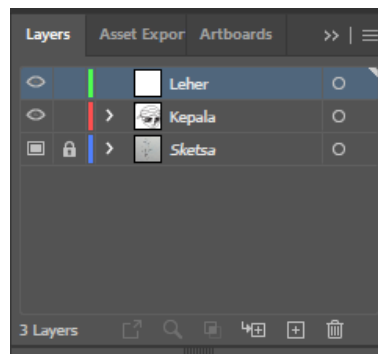 Layers Asset Expor Artboards
Leher
Kepala
Sketsa
3 Layers